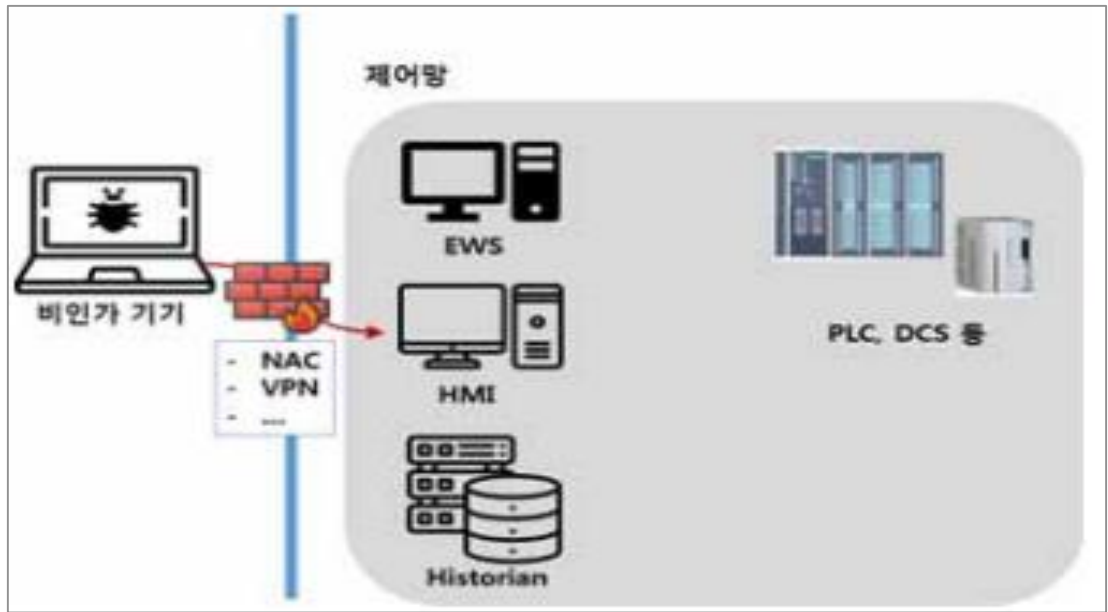 제어망
EWS
비인가 기기
- NAC
- VPN
- ...
HMI
PLC, DCS 등
Historian